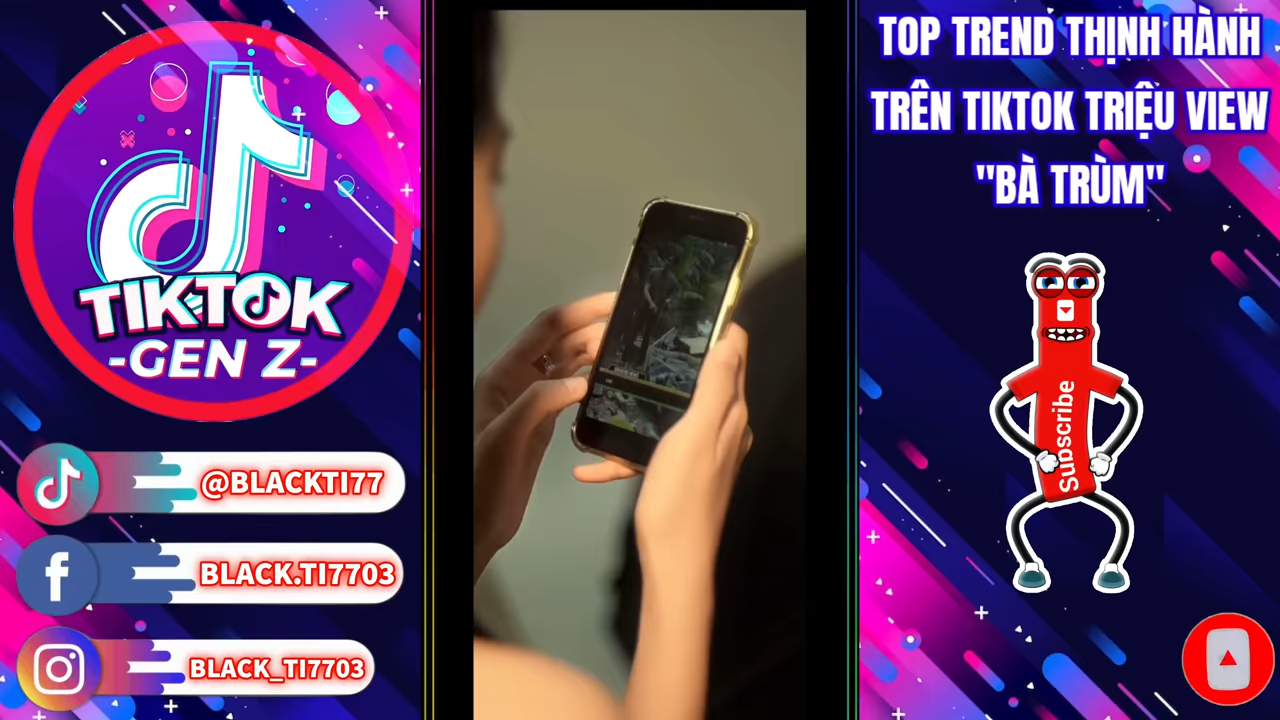 TIKTOK
-GEN Z-
@BLACKTI77
BLACK.TI7703
BLACK_TI7703
TOP TREND THỊNH HÀNH
TRÊN TIKTOK TRIỆU VIEW
"BÀ TRÙM"
Subscribe